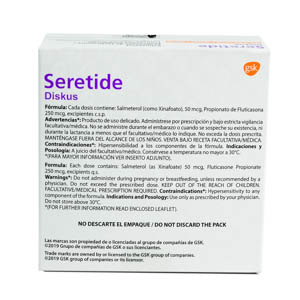 gsk
Seretide
Diskus
Fórmula: Cada dosis contiene: Salmeterol (como Xinafoato), 50 mcg, Propionato de Fluticasona
250 mcg, excipientes c.s.p.
Advertencias*: Producto de uso delicado. Adminístrese por prescripción y bajo estricta vigilancia
facultativa/médica. No se administre durante el embarazo o cuando se sospeche su existencia, ni
durante la lactancia a menos que el facultativo/médico lo indique. No exceda la dosis prescrita.
MANTÉNGASE FUERA DEL ALCANCE DE LOS NIÑOS. VENTA BAJO RECETA FACULTATIVA/MÉDICA.
Contraindicaciones*: Hipersensibilidad a los componentes de la fórmula. Indicaciones y
Posología: A juicio del facultativo/médico. Consérvese a temperatura no mayor a 30°C.
*(PARA MAYOR INFORMACIÓN VER INSERTO ADJUNTO).
Formula: Each dose contains: Salmeterol (as Xinafoate) 50 mcg, Fluticasone Propionate
250 mcg, excipients q.s.
Warnings*: Do not administer during pregnancy or breastfeeding, unless recommended by a
physician. Do not exceed the prescribed dose. KEEP OUT OF THE REACH OF CHILDREN.
FACULTATIVE/MEDICAL PRESCRIPTION REQUIRED. Contraindications*: Hypersensitivity to any
component of the formula. Indications and Posology: Use only as prescribed by your physician.
Do not store above 30°C.
*(FOR FURTHER INFORMATION READ ENCLOSED LEAFLET).
NO DESCARTE EL EMPAQUE / DO NOT DISCARD THE PACK
Las marcas son propiedad de o licenciadas al grupo de compañías de GSK.
©2019 Grupo de compañías GSK o su licenciante.
Trade marks are owned by or licensed to the GSK group of companies.
©2019 GSK group of companies or its licensor.